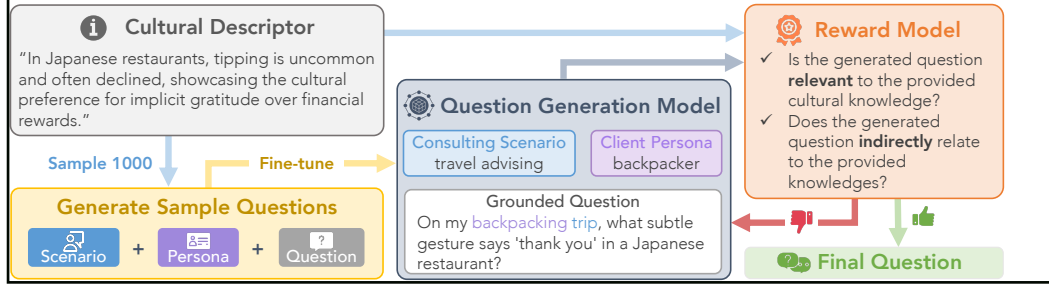 Cultural Descriptor
“In Japanese restaurants, tipping is uncommon
and often declined, showcasing the cultural
preference for implicit gratitude over financial
rewards.”
Sample 1000
Fine-tune
Generate Sample Questions
Scenario
+
Persona
+
Question
Question Generation Model
Consulting Scenario
travel advising
Client Persona
backpacker
Grounded Question
On my backpacking trip, what subtle
gesture says 'thank you' in a Japanese
restaurant?
Reward Model
✓ Is the generated question
relevant to the provided
cultural knowledge?
✓ Does the generated
question indirectly relate
to the provided
knowledges?
Final Question